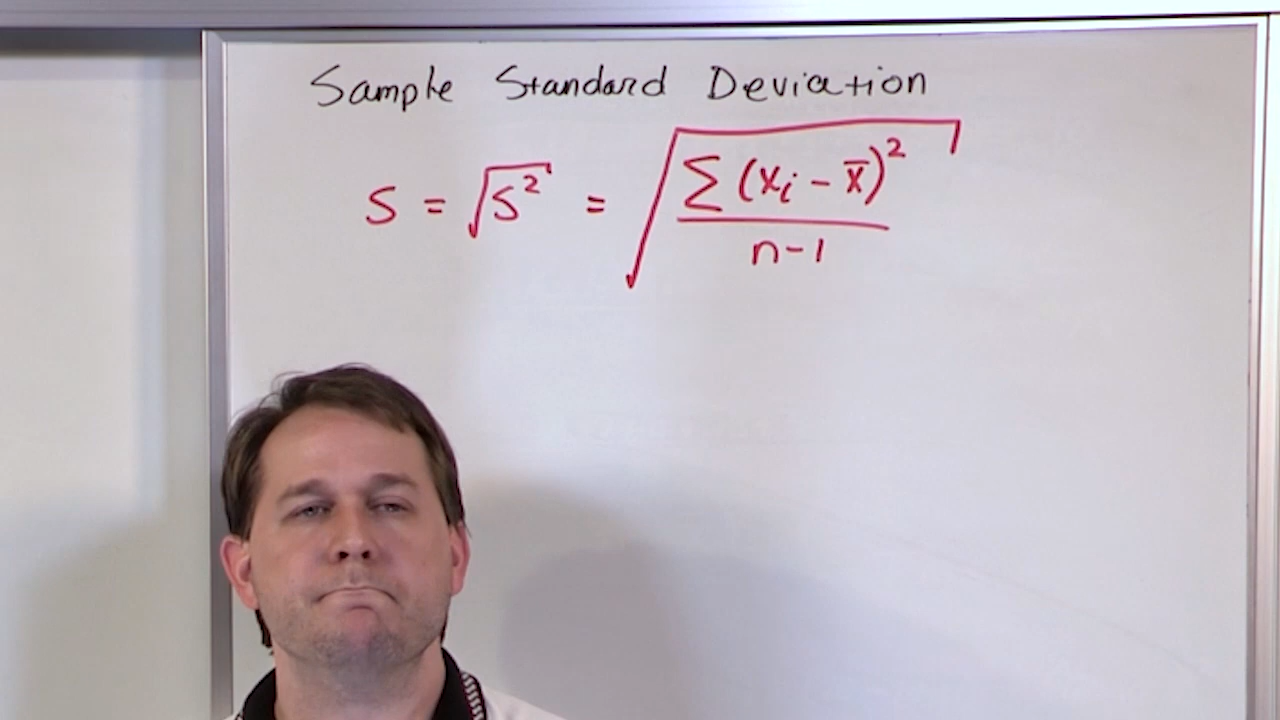 Sample Standard Deviation
S = √S² = √(∑(xᵢ - x̄)² / n-1)